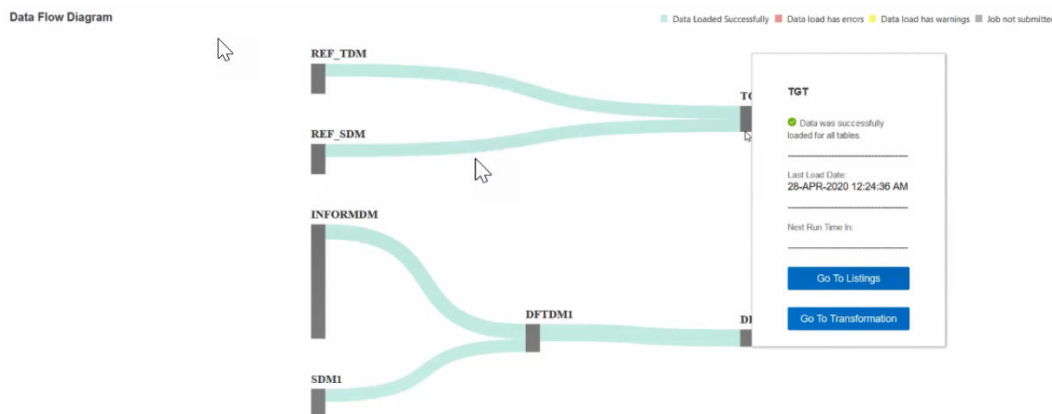 Data Flow Diagram
Data Loaded Successfully Data load has errors Data load has warnings Job not submitted
REF_TDM
REF_SDM
INFORMDM
SDM1
DFTDM1
TGT
Data was successfully
loaded for all tables.
Last Load Date:
28-APR-2020 12:24:36 AM
Next Run Time In:
Go To Listings
Go To Transformation